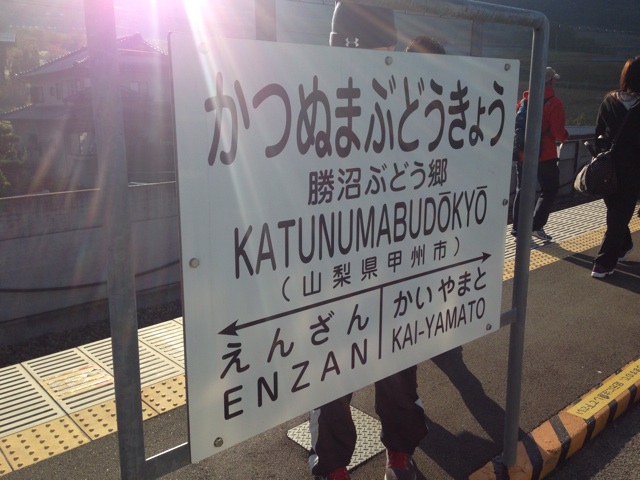 かつぬまぶどうきょう
勝沼ぶどう郷
KATUNUMABUDŌKYŌ
(山梨県甲州市)
えんざん
ENZAN
かいやまと
KAI-YAMATO